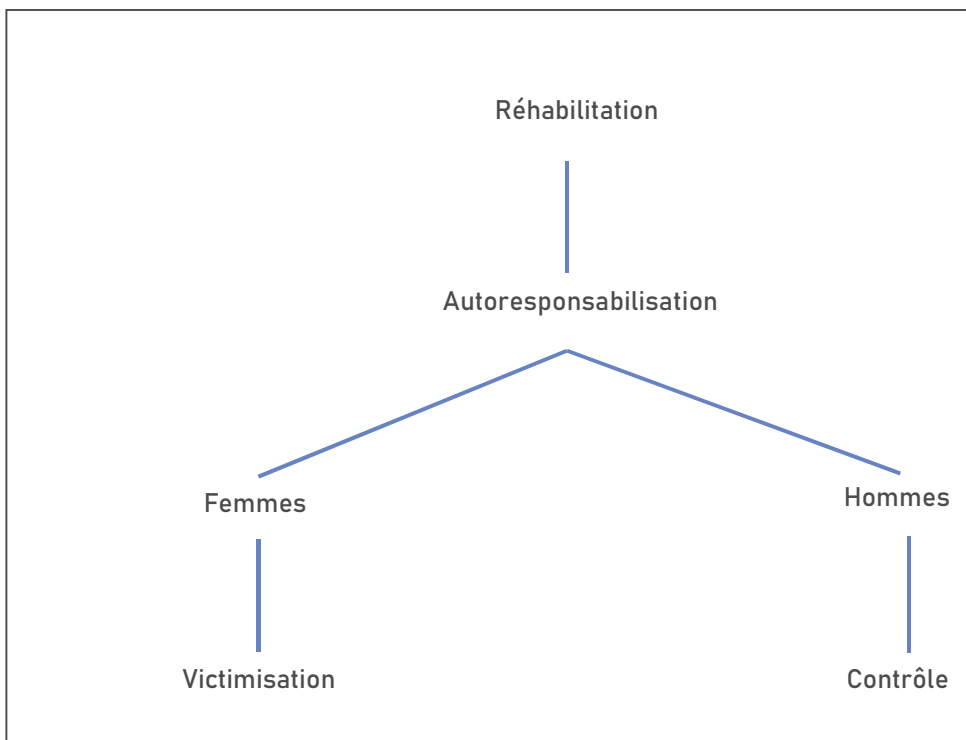 Réhabilitation
Autoresponsabilisation
Femmes
Hommes
Victimisation
Contrôle